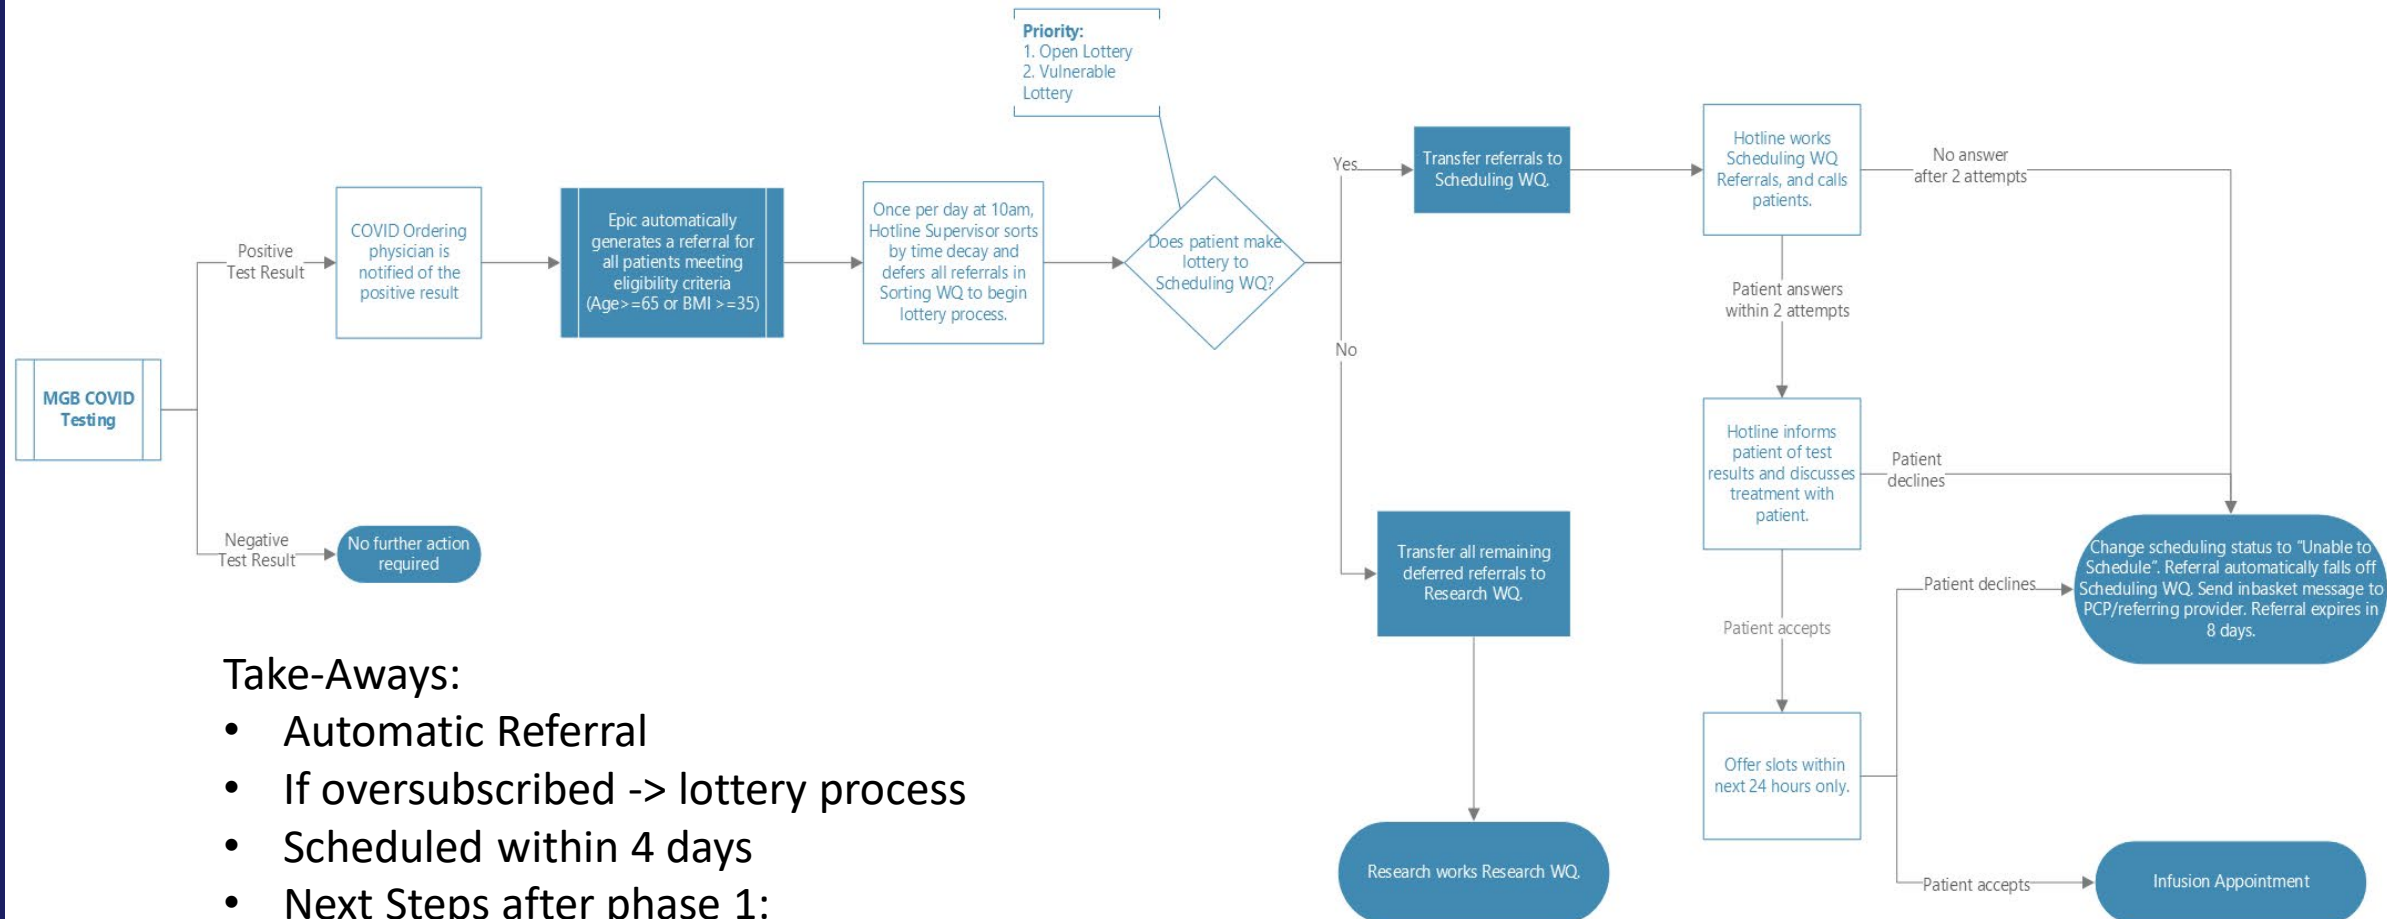 Priority:
1. Open Lottery
2. Vulnerable
Lottery
MGB COVID
Testing
Positive
Test Result
COVID Ordering
physician is
notified of the
positive result
Epic automatically
generates a referral for
all patients meeting
eligibility criteria
(Age>=65 or BMI >=35)
Once per day at 10am,
Hotline Supervisor sorts
by time decay and
defers all referrals in
Sorting WQ to begin
lottery process.
Does patient make
lottery to
Scheduling WQ?
Yes
Transfer referrals to
Scheduling WQ.
Hotline works
Scheduling WQ
Referrals, and calls
patients.
No answer
after 2 attempts
Patient answers
within 2 attempts
No
Hotline informs
patient of test
results and discusses
treatment with
patient.
Patient
declines
Negative
Test Result
No further action
required
Transfer all remaining
deferred referrals to
Research WQ.
Change scheduling status to "Unable to
Schedule". Referral automatically falls off
Scheduling WQ. Send inbasket message to
PCP/referring provider. Referral expires in
8 days.
Patient declines
Patient accepts
Offer slots within
next 24 hours only.
Research works Research WQ.
Patient accepts
Infusion Appointment
Take-Aways:
• Automatic Referral
• If oversubscribed -> lottery process
• Scheduled within 4 days
• Next Steps after phase 1: